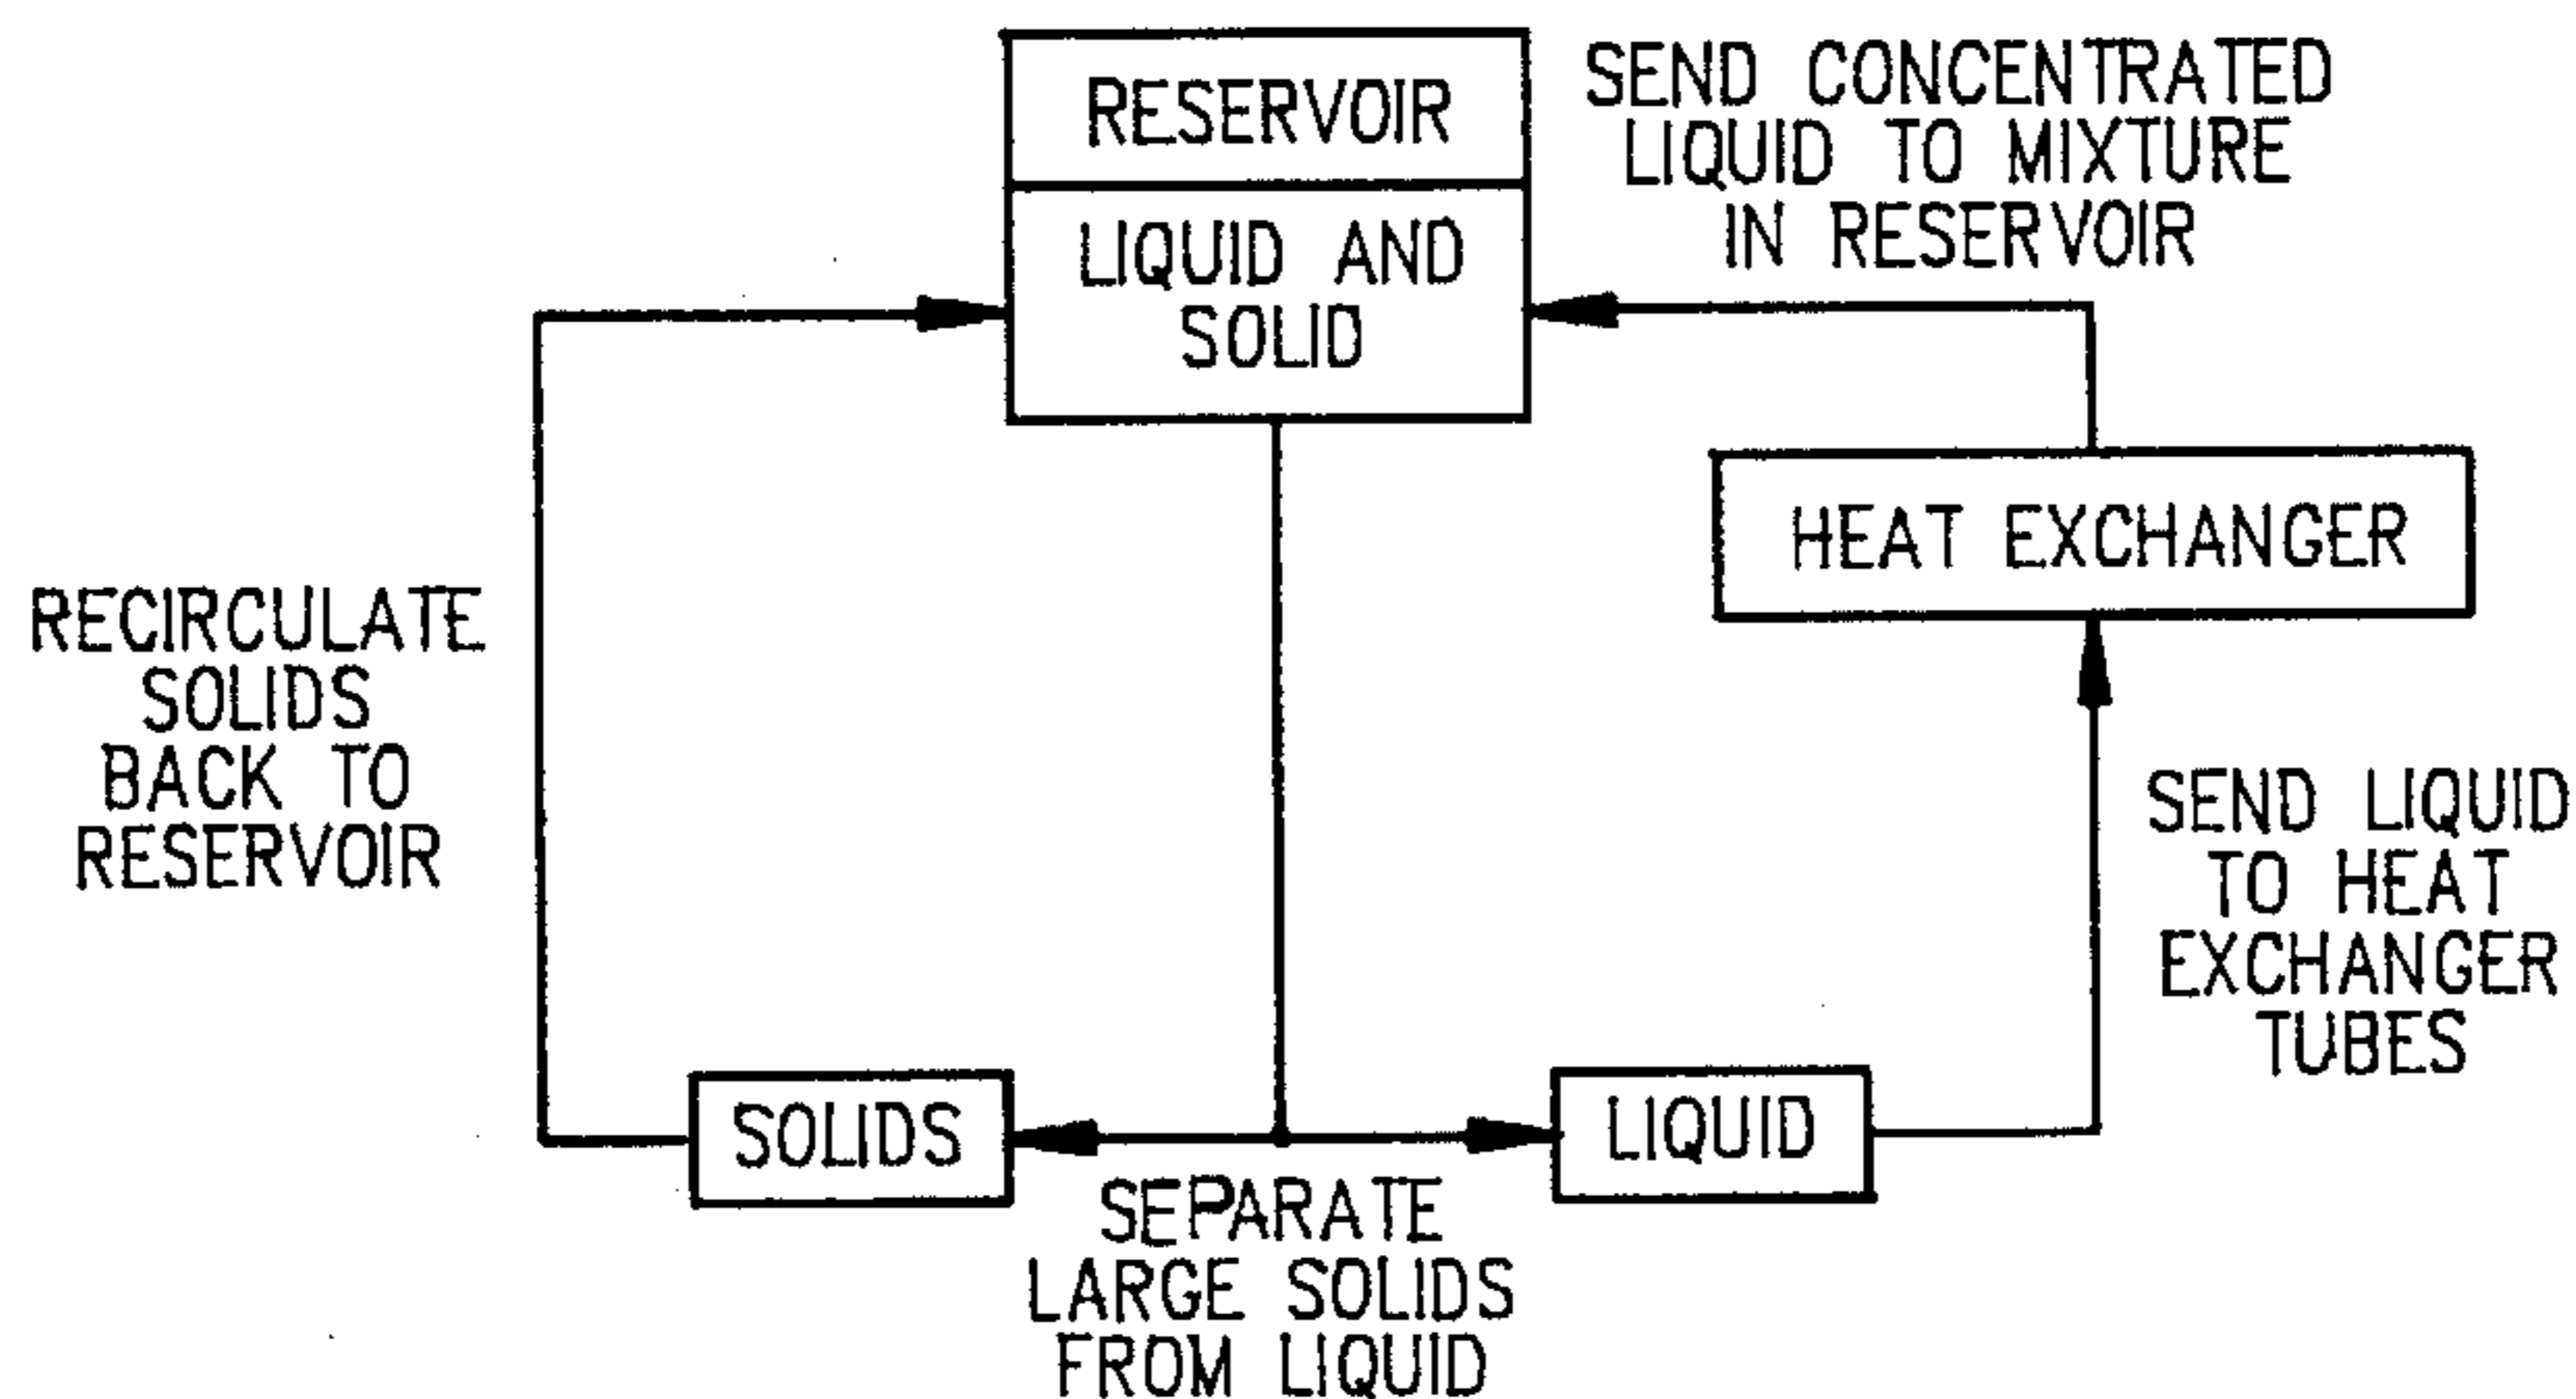 RESERVOIR
LIQUID AND
SOLID
SEND CONCENTRATED
LIQUID TO MIXTURE
IN RESERVOIR
HEAT EXCHANGER
RECIRCULATE
SOLIDS
BACK TO
RESERVOIR
SEND LIQUID
TO HEAT
EXCHANGER
TUBES
SOLIDS
LIQUID
SEPARATE
LARGE SOLIDS
FROM LIQUID